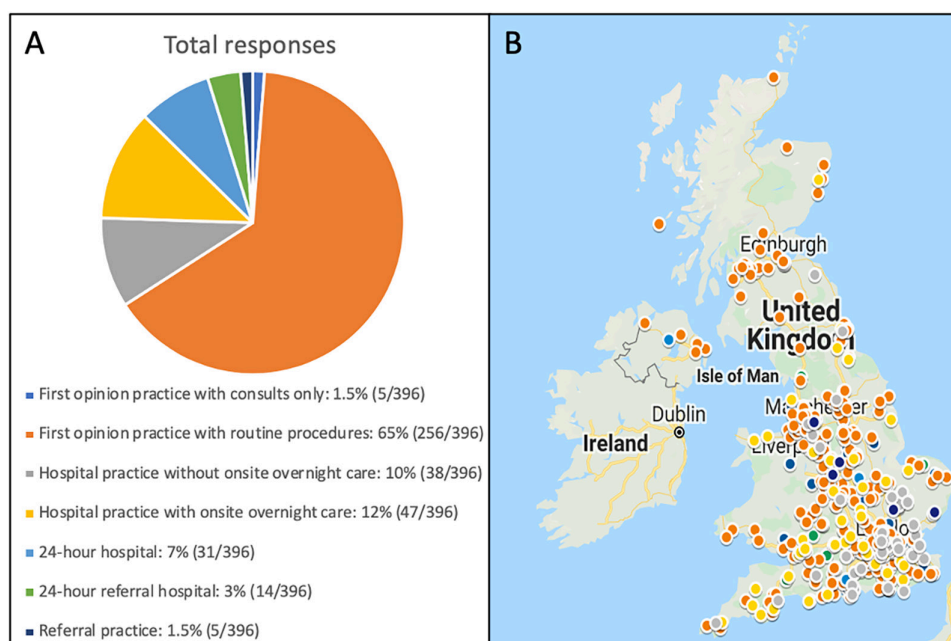 A
Total responses
First opinion practice with consults only: 1.5% (5/396)
First opinion practice with routine procedures: 65% (256/396)
Hospital practice without onsite overnight care: 10% (38/396)
Hospital practice with onsite overnight care: 12% (47/396)
24-hour hospital: 7% (31/396)
24-hour referral hospital: 3% (14/396)
Referral practice: 1.5% (5/396)
B
Edinburgh
United
Kingdom
Isle of Man
Dublin
Ireland